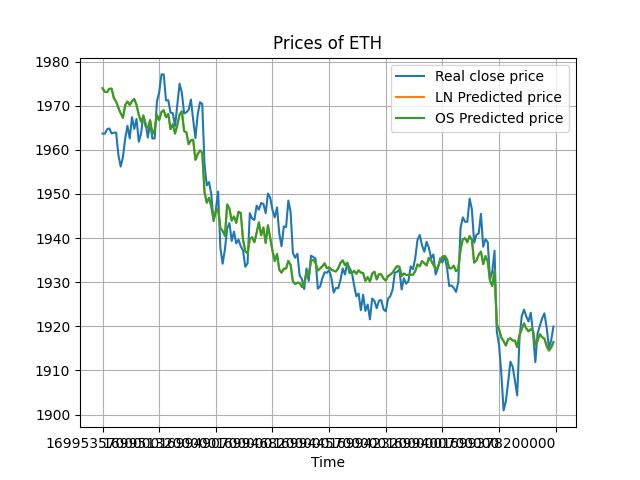 Prices of ETH
1980
Real close price
LN Predicted price
OS Predicted price
1970
1960
1950
1940
1930
1920
1910
1900
Time